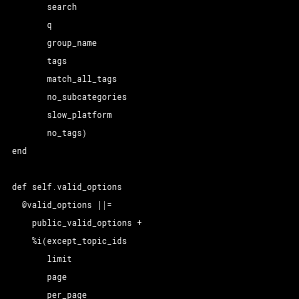 search
q
group_name
tags
match_all_tags
no_subcategories
slow_platform
no_tags)
end
def self.valid_options
@valid_options ||=
public_valid_options +
%i(except_topic_ids
limit
page
per_page